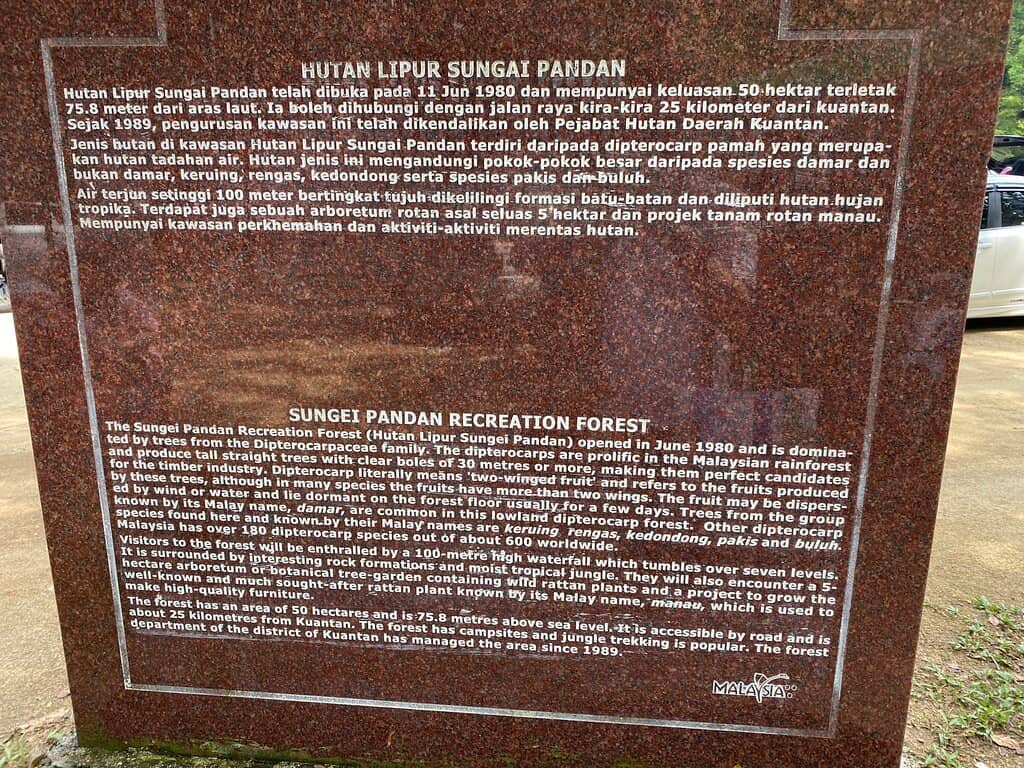 HUTAN LIPUR SUNGAI PANDAN
Hutan Lipur Sungai Pandan telah dibuka pada 11 Jun 1980 dan mempunyai keluasan 50 hektar terletak
75.8 meter dari aras laut. Ia boleh dihubungi dengan jalan raya kira-kira 25 kilometer dari kuantan.
Sejak 1989, pengurusan kawasan ini telah dikendalikan oleh Pejabat Hutan Daerah Kuantan.
Jenis hutan di kawasan Hutan Lipur Sungai Pandan terdiri daripada dipterocarp pamah yang merupa-
kan hutan tadahan air. Hutan jenis ini mengandungi pokok-pokok besar daripada spesies damar dan
bukan damar, keruing, rengas, kedondong serta spesies pakis dan buluh.
Air terjun setinggi 100 meter bertingkat tujuh dikelilingi formasi batu-batan dan diliputi hutan hujan
tropika. Terdapat juga sebuah arboretum rotan asal seluas 5 hektar dan projek tanam rotan manau.
Mempunyai kawasan perkhemahan dan aktiviti-aktiviti merentas hutan.
SUNGEI PANDAN RECREATION FOREST
The Sungei Pandan Recreation Forest (Hutan Lipur Sungei Pandan) opened in June 1980 and is domina-
ted by trees from the Dipterocarpaceae family. The dipterocarps are prolific in the Malaysian rainforest
and produce tall straight trees with clear boles of 30 metres or more, making them perfect candidates
for the timber industry. Dipterocarp literally means 'two-winged fruit' and refers to the fruits produced
by these trees, although in many species the fruits have more than two wings. The fruit may be dispers-
ed by wind or water and lie dormant on the forest floor usually for a few days. Trees from the group
known by its Malay name, damar, are common in this lowland dipterocarp forest. Other dipterocarp
species found here and known by their Malay names are keruing, rengas, kedondong, pakis and buluh.
Malaysia has over 180 dipterocarp species out of about 600 worldwide.
Visitors to the forest will be enthralled by a 100-metre high waterfall which tumbles over seven levels.
It is surrounded by interesting rock formations and moist tropical jungle. They will also encounter a 5-
hectare arboretum or botanical tree-garden containing wild rattan plants and a project to grow the
well-known and much sought-after rattan plant known by its Malay name, manau, which is used to
make high-quality furniture.
The forest has an area of 50 hectares and is 75.8 metres above sea level. It is accessible by road and is
about 25 kilometres from Kuantan. The forest has campsites and jungle trekking is popular. The forest
department of the district of Kuantan has managed the area since 1989.
MALAYSIA